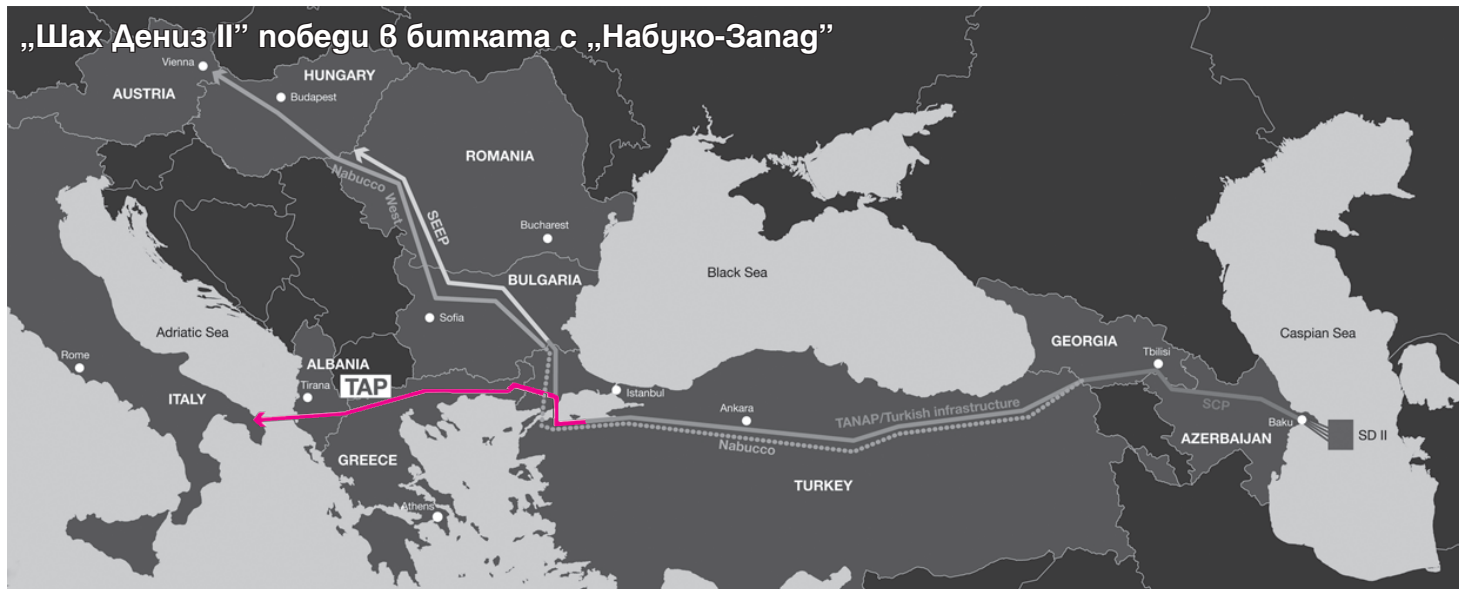 „Шах Дениз II” победи в битката с „Набуко-Запад”
Vienna
HUNGARY
AUSTRIA
Budapest
ROMANIA
Nabucco West
SEEP
Bucharest
BULGARIA
Black Sea
Sofia
Adriatic Sea
Caspian Sea
GEORGIA
Tbilisi
Rome
ALBANIA
TAP
Tirana
ITALY
Istanbul
Ankara
TANAP/Turkish infrastructure
SCP
Baku
SD II
AZERBAIJAN
Nabucco
GREECE
TURKEY
Athens